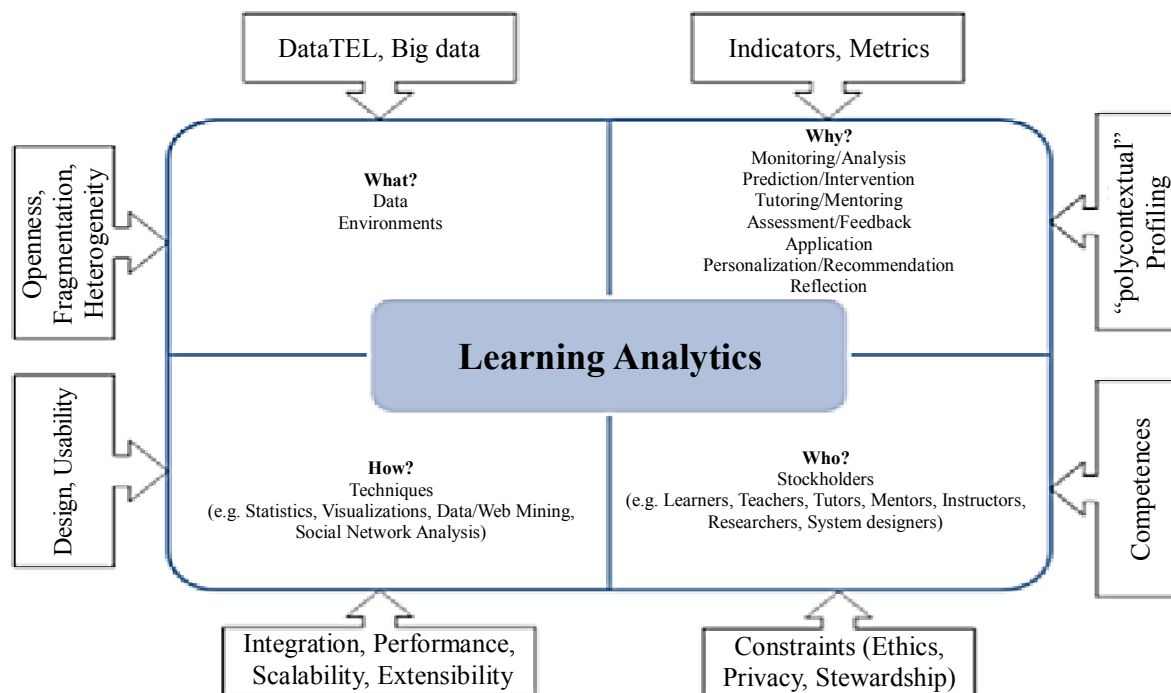 DataTEL, Big data
Indicators, Metrics
Openness,
Fragmentation,
Heterogeneity
What?
Data
Environments
Why?
Monitoring/Analysis
Prediction/Intervention
Tutoring/Mentoring
Assessment/Feedback
Application
Personalization/Recommendation
Reflection
“polycontextual”
Profiling
Learning Analytics
Design, Usability
How?
Techniques
(e.g. Statistics, Visualizations, Data/Web Mining,
Social Network Analysis)
Who?
Stockholders
(e.g. Learners, Teachers, Tutors, Mentors, Instructors,
Researchers, System designers)
Competences
Integration, Performance,
Scalability, Extensibility
Constraints (Ethics,
Privacy, Stewardship)